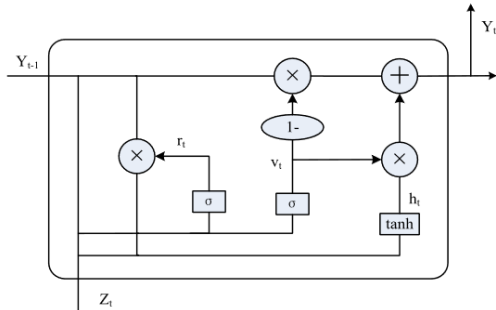 Yₜ
Yₜ₋₁
×
+
1-
rₜ
×
vₜ
×
σ
σ
hₜ
tanh
Zₜ